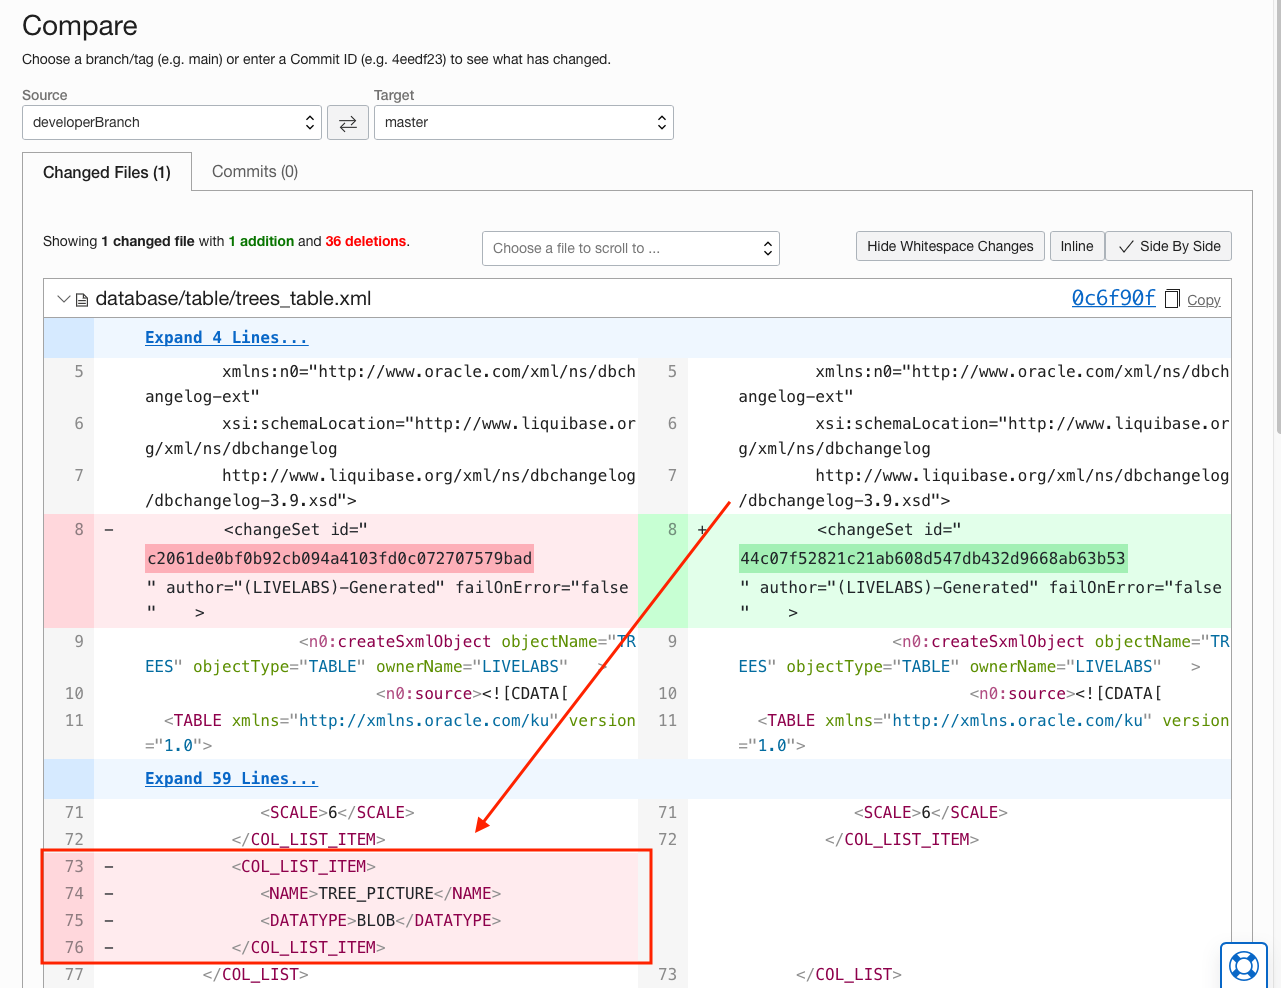 Compare
Choose a branch/tag (e.g. main) or enter a Commit ID (e.g. 4eedf23) to see what has changed.
Source
Target
developerBranch
master
Changed Files (1)
Commits (0)
Showing 1 changed file with 1 addition and 36 deletions.
Choose a file to scroll to ...
Hide Whitespace Changes
Inline
Side By Side
database/table/trees_table.xml
0c6f90f
Copy
Expand 4 Lines...
5 xmlns:n0="http://www.oracle.com/xml/ns/dbch
angelog-ext"
6 xsi:schemaLocation="http://www.liquibase.or
g/xml/ns/dbchangelog
7 http://www.liquibase.org/xml/ns/dbchangelog
/dbchangelog-3.9.xsd">
8 - <changeSet id="
c2061de0bf0b92cb094a4103fd0c072707579bad
" author="(LIVELABS)-Generated" failOnError="false
" >
9 <n0:createSxmlObject objectName="TR
EES" objectType="TABLE" ownerName="LIVELABS" >
10 <n0:source><![CDATA[
11 <TABLE xmlns="http://xmlns.oracle.com/ku" version
="1.0">
Expand 59 Lines...
71 <SCALE>6</SCALE>
72 </COL_LIST_ITEM>
73 - <COL_LIST_ITEM>
74 - <NAME>TREE_PICTURE</NAME>
75 - <DATATYPE>BLOB</DATATYPE>
76 - </COL_LIST_ITEM>
77 </COL_LIST>
5 xmlns:n0="http://www.oracle.com/xml/ns/dbch
angelog-ext"
6 xsi:schemaLocation="http://www.liquibase.or
g/xml/ns/dbchangelog
7 http://www.liquibase.org/xml/ns/dbchangelog
/dbchangelog-3.9.xsd">
8 + <changeSet id="
44c07f52821c21ab608d547db432d9668ab63b53
" author="(LIVELABS)-Generated" failOnError="false
" >
9 <n0:createSxmlObject objectName="TR
EES" objectType="TABLE" ownerName="LIVELABS" >
10 <n0:source><![CDATA[
11 <TABLE xmlns="http://xmlns.oracle.com/ku" version
="1.0">
71 <SCALE>6</SCALE>
72 </COL_LIST_ITEM>
73 </COL_LIST>